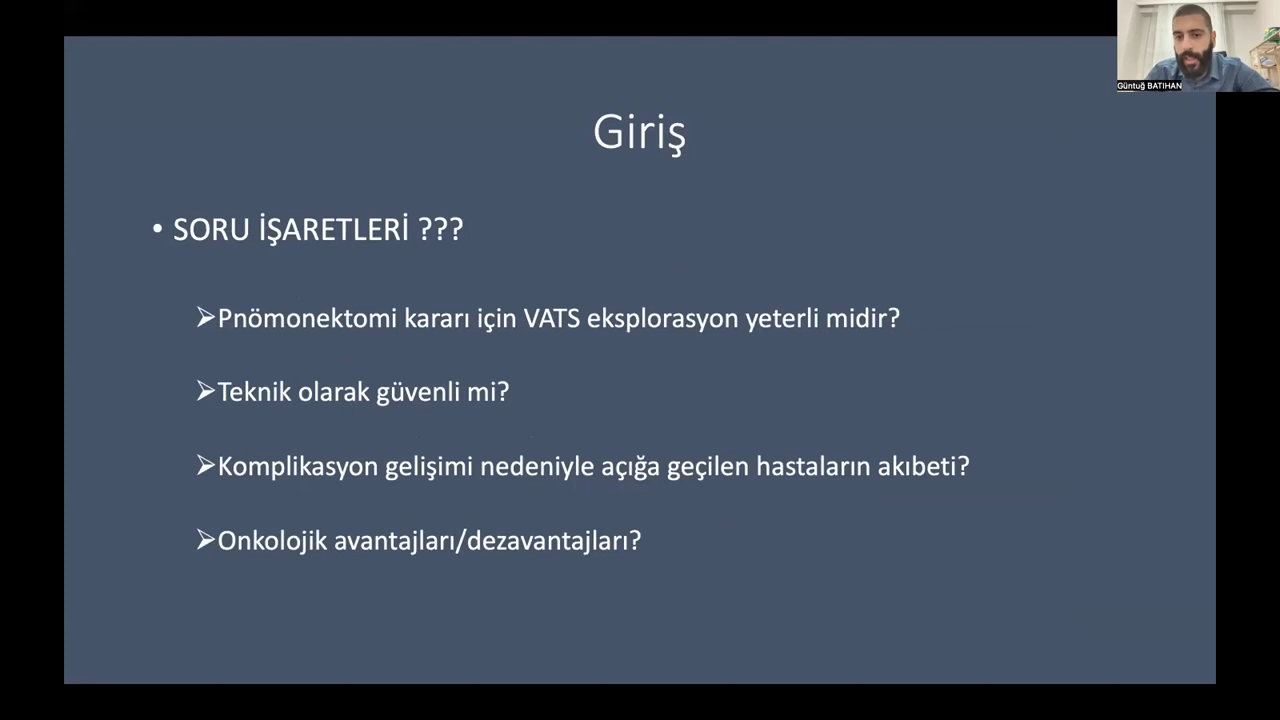 Güntuğ BATIHAN
Giriş
• SORU İŞARETLERİ ???
➢Pnömonektomi kararı için VATS eksplorasyon yeterli midir?
➢Teknik olarak güvenli mi?
➢Komplikasyon gelişimi nedeniyle açığa geçilen hastaların akıbeti?
➢Onkolojik avantajları/dezavantajları?